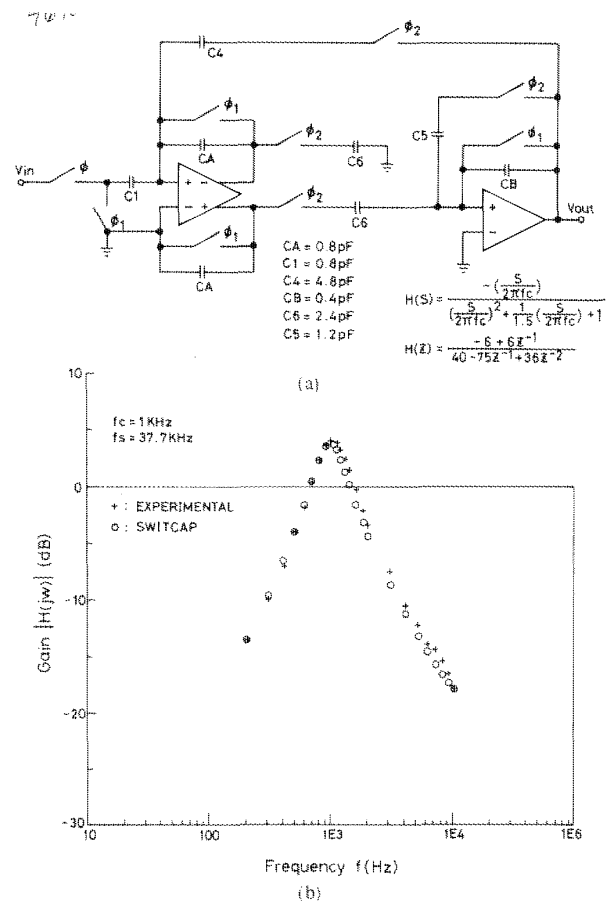 C4
ϕ2
ϕ1
CA
ϕ2
C6
ϕ2
C5
ϕ1
CB
Vin
ϕ
C1
ϕ1
ϕ2
C6
ϕ1
CA
Vout
CA = 0.8pF
C1 = 0.8pF
C4 = 4.8pF
CB = 0.4pF
C6 = 2.4pF
C5 = 1.2pF
H(S) = -(S/2πfc) / ((S/2πfc)^2 + 1/1.5 (S/2πfc) + 1)
H(Z) = -6 + 6Z^-1 / 40 - 75Z^-1 + 36Z^-2
(a)
fc = 1KHz
fs = 37.7KHz
+ : EXPERIMENTAL
o : SWITCAP
Gain |H(jw)| (dB)
10
0
-10
-20
-30
10 100 1E3 1E4 1E6
Frequency f(Hz)
(b)